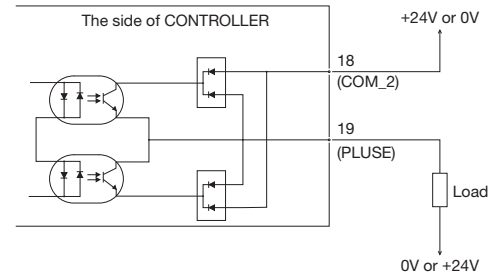 The side of CONTROLLER
+24V or 0V
18
(COM_2)
19
(PLUSE)
Load
0V or +24V